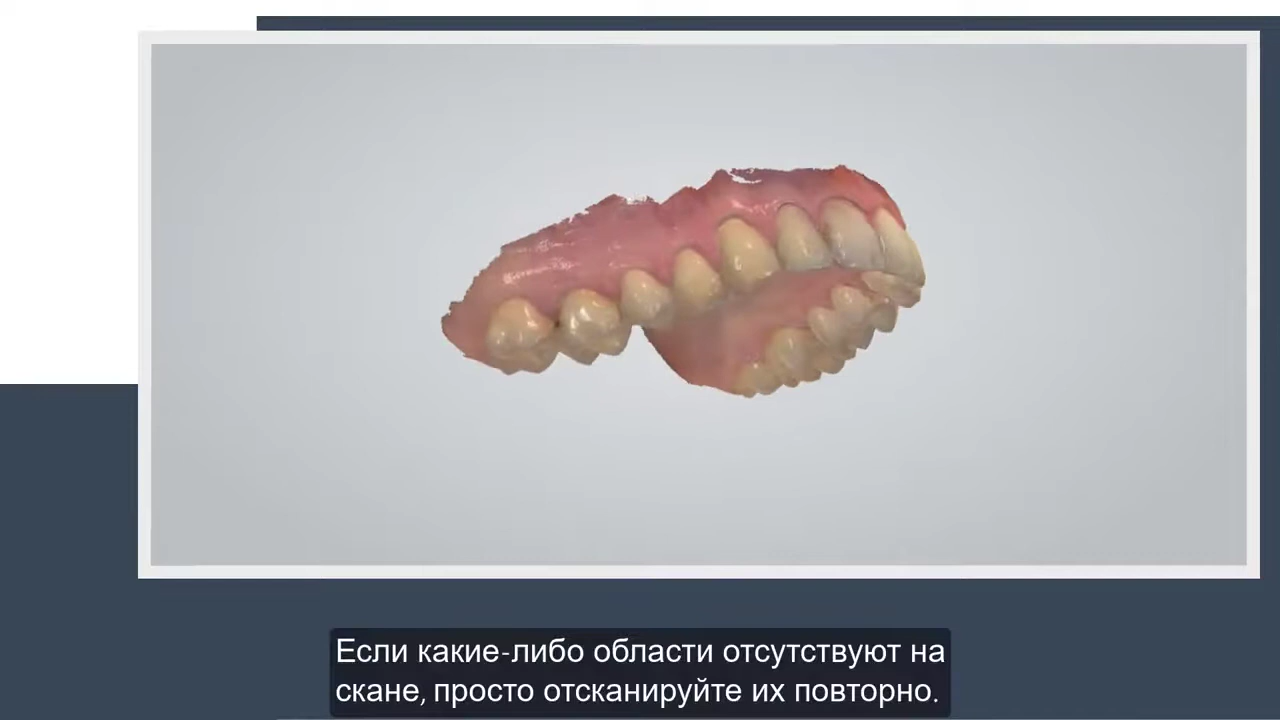 Если какие-либо области отсутствуют на
скане, просто отсканируйте их повторно.